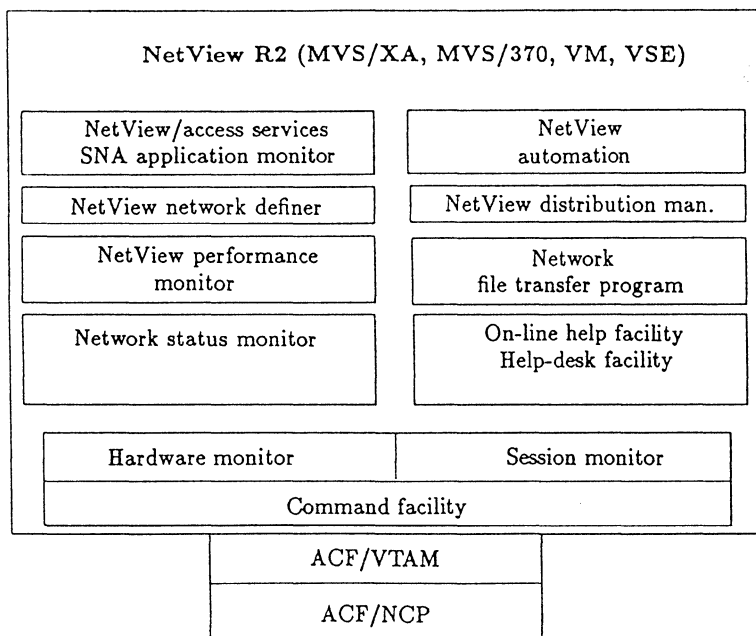 NetView R2 (MVS/XA, MVS/370, VM, VSE)
NetView/access services
SNA application monitor
NetView
automation
NetView network definer
NetView distribution man.
NetView performance
monitor
Network
file transfer program
Network status monitor
On-line help facility
Help-desk facility
Hardware monitor
Session monitor
Command facility
ACF/VTAM
ACF/NCP